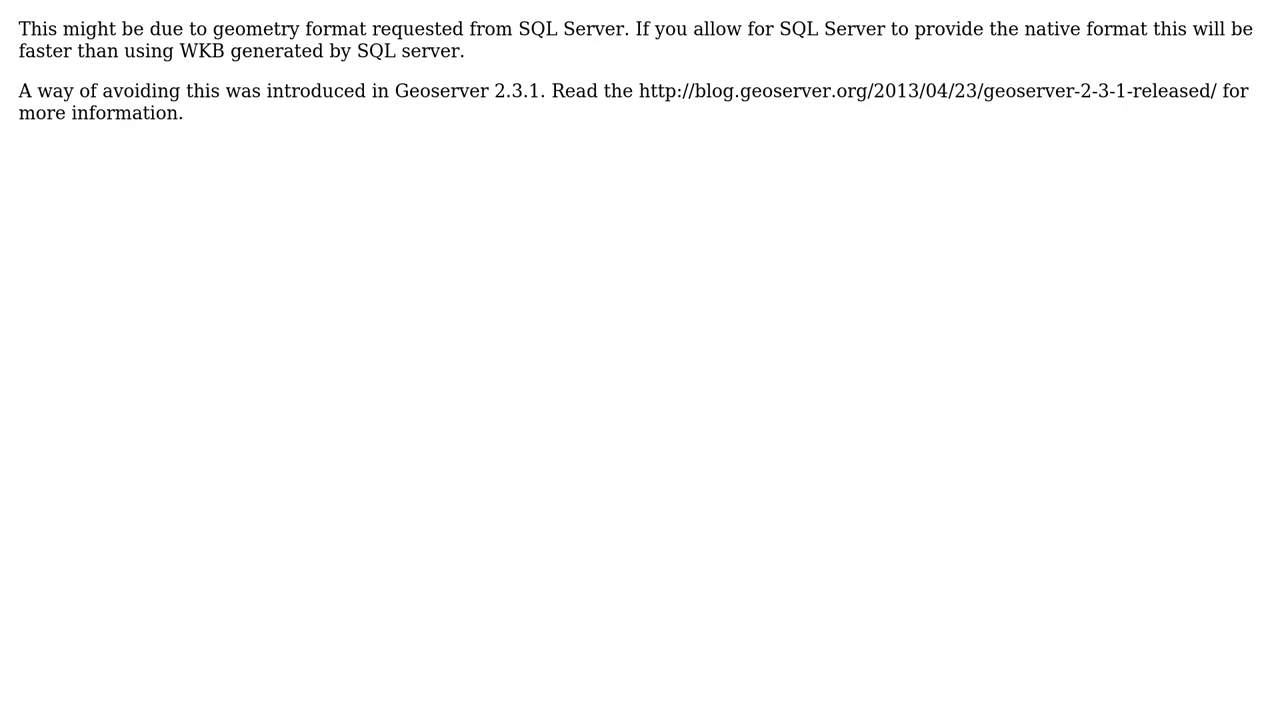 This might be due to geometry format requested from SQL Server. If you allow for SQL Server to provide the native format this will be
faster than using WKB generated by SQL server.
A way of avoiding this was introduced in Geoserver 2.3.1. Read the http://blog.geoserver.org/2013/04/23/geoserver-2-3-1-released/ for
more information.